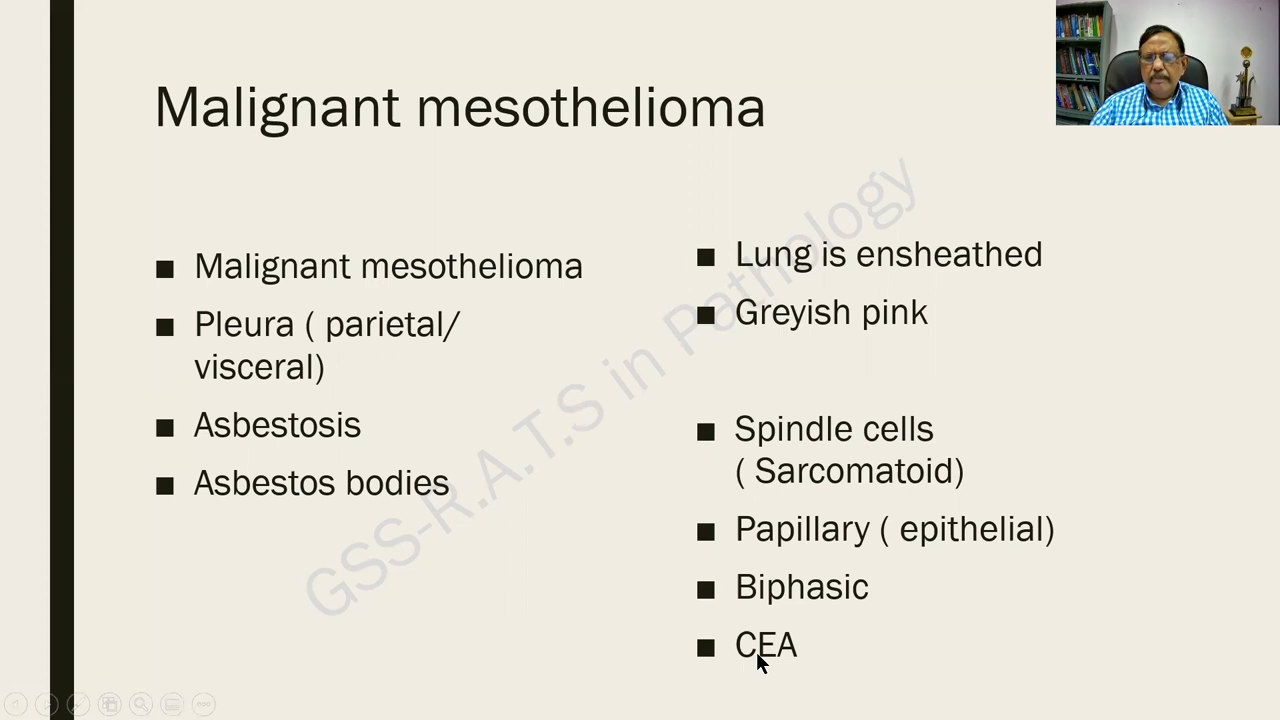 Malignant mesothelioma
■ Malignant mesothelioma
■ Pleura ( parietal/
visceral)
■ Asbestosis
■ Asbestos bodies
■ Lung is ensheathed
■ Greyish pink
■ Spindle cells
( Sarcomatoid)
■ Papillary ( epithelial)
■ Biphasic
■ CEA
GSS-R.A.T.S in Pathology